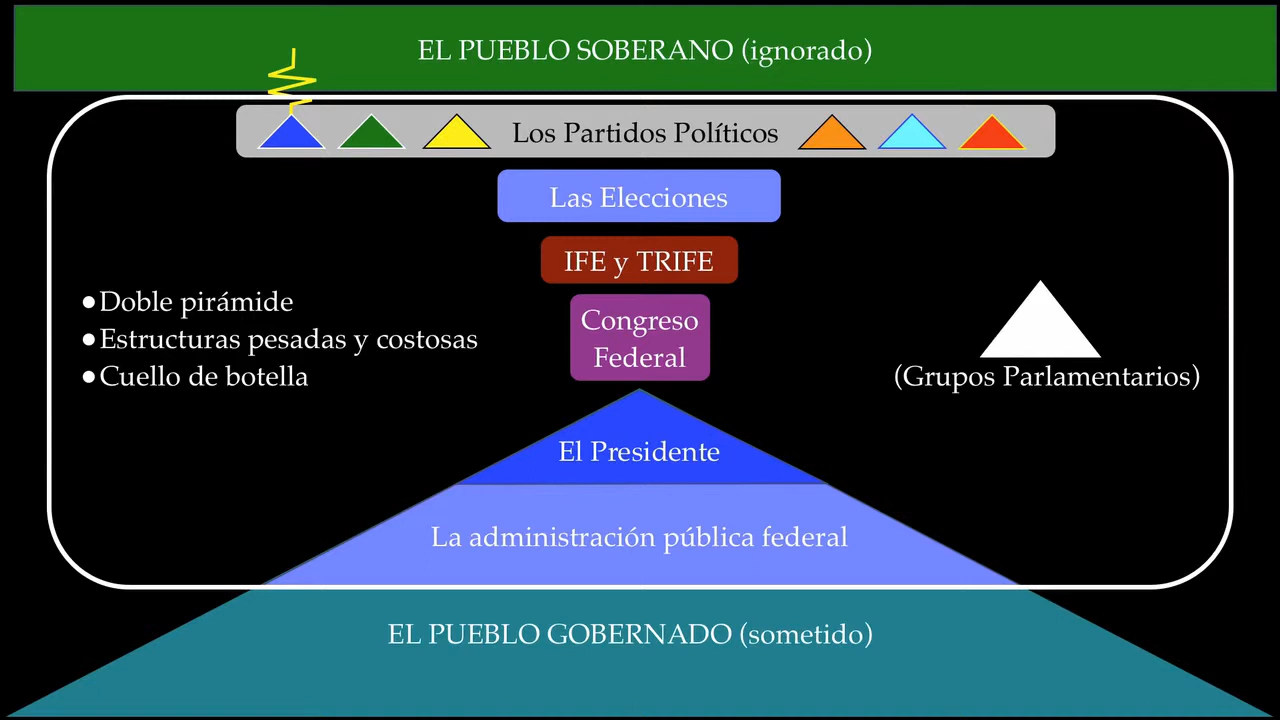 EL PUEBLO SOBERANO (ignorado)
Los Partidos Políticos
Las Elecciones
IFE y TRIFE
Congreso
Federal
●Doble pirámide
●Estructuras pesadas y costosas
●Cuello de botella
(Grupos Parlamentarios)
El Presidente
La administración pública federal
EL PUEBLO GOBERNADO (sometido)